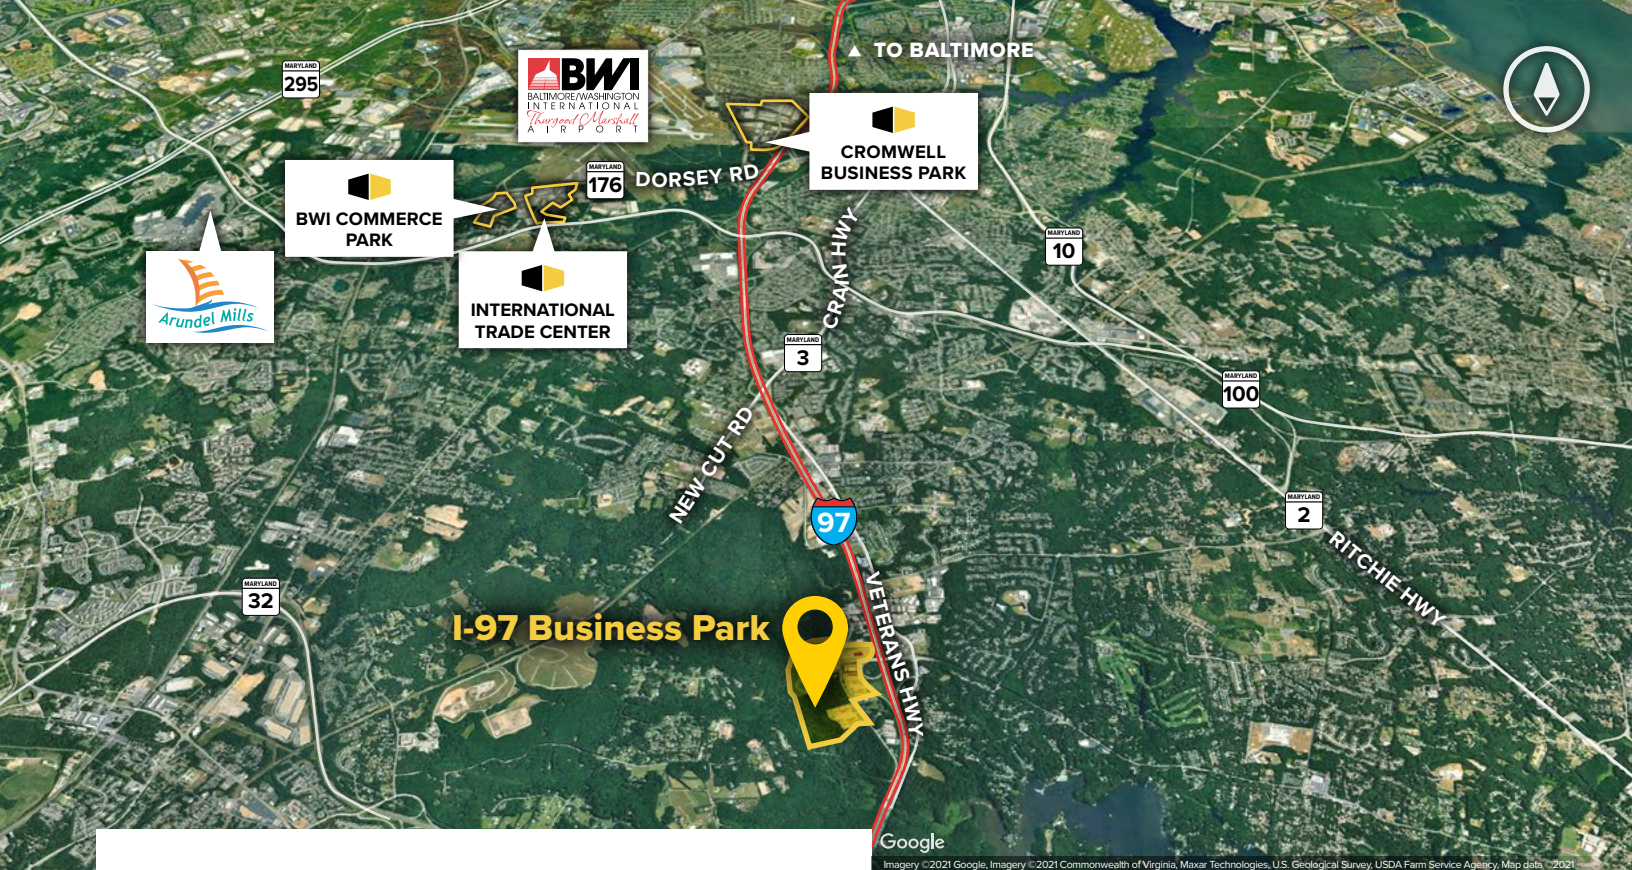 ▲ TO BALTIMORE
MARYLAND
295
BWI
BALTIMORE/WASHINGTON
INTERNATIONAL
Thurgood Marshall
AIRPORT
CROMWELL
BUSINESS PARK
MARYLAND
176
DORSEY RD
BWI COMMERCE
PARK
INTERNATIONAL
TRADE CENTER
Arundel Mills
CRAIN HWY
MARYLAND
10
MARYLAND
3
MARYLAND
100
NEW CUT RD
97
MARYLAND
2
RITCHIE HWY
MARYLAND
32
VETERANS HWY
I-97 Business Park
Google
Imagery ©2021 Google, Imagery ©2021 Commonwealth of Virginia, Maxar Technologies, U.S. Geological Survey, USDA Farm Service Agency, Map data ©2021